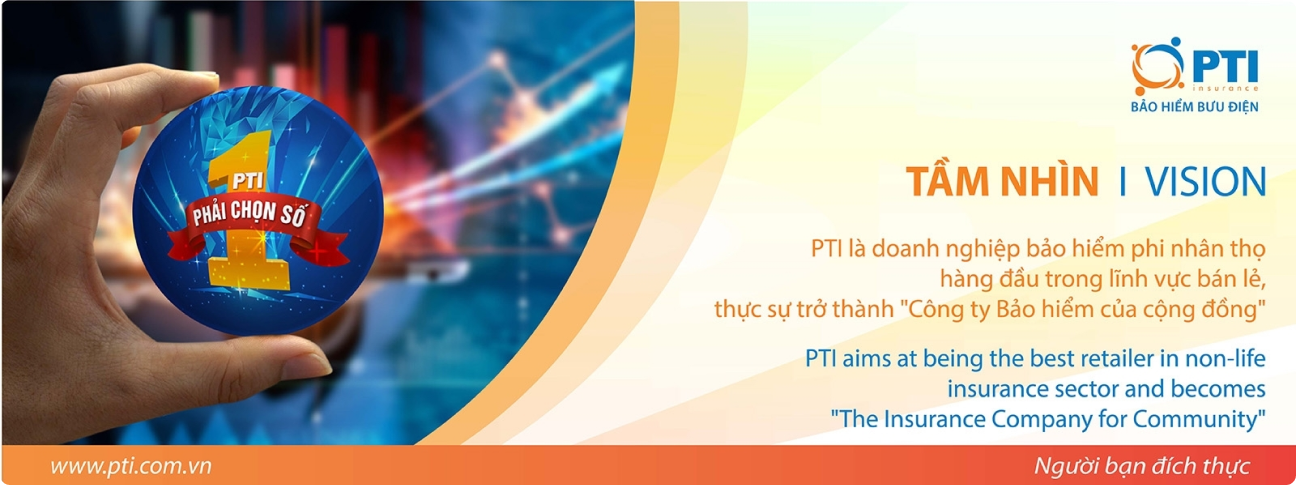 1
PTI
PHẢI CHỌN SỐ
PTI
insurance
BẢO HIỂM BƯU ĐIỆN
TẦM NHÌN I VISION
PTI là doanh nghiệp bảo hiểm phi nhân thọ
hàng đầu trong lĩnh vực bán lẻ,
thực sự trở thành "Công ty Bảo hiểm của cộng đồng"
PTI aims at being the best retailer in non-life
insurance sector and becomes
"The Insurance Company for Community"
www.pti.com.vn
Người bạn đích thực